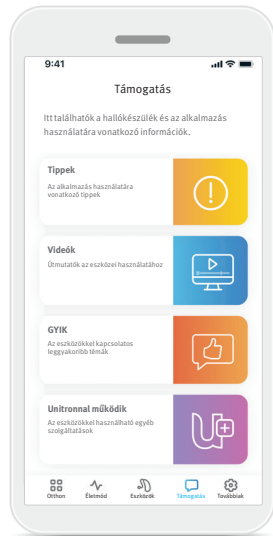 9:41
Támogatás
Itt találhatók a hallókészülék és az alkalmazás
használatára vonatkozó információk.
Tippek
Az alkalmazás használatára
vonatkozó tippek
Videók
Útmutatók az eszközei használatához
GYIK
Az eszközökkel kapcsolatos
leggyakoribb témák
Unitronnal működik
Az eszközökkel használható egyéb
szolgáltatások
Otthon Életmód Eszközök Támogatás Továbbiak